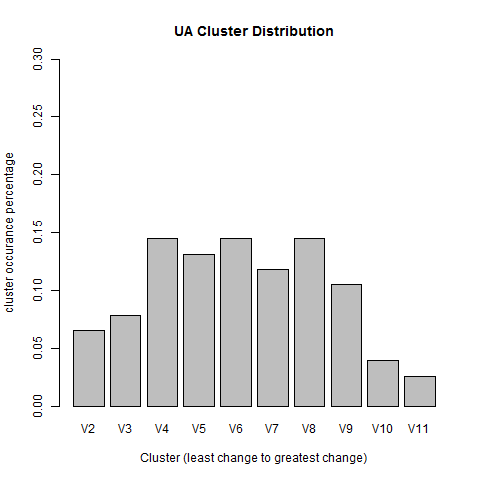 UA Cluster Distribution
cluster occurance percentage
0.30
0.25
0.20
0.15
0.10
0.05
0.00
V2 V3 V4 V5 V6 V7 V8 V9 V10 V11
Cluster (least change to greatest change)